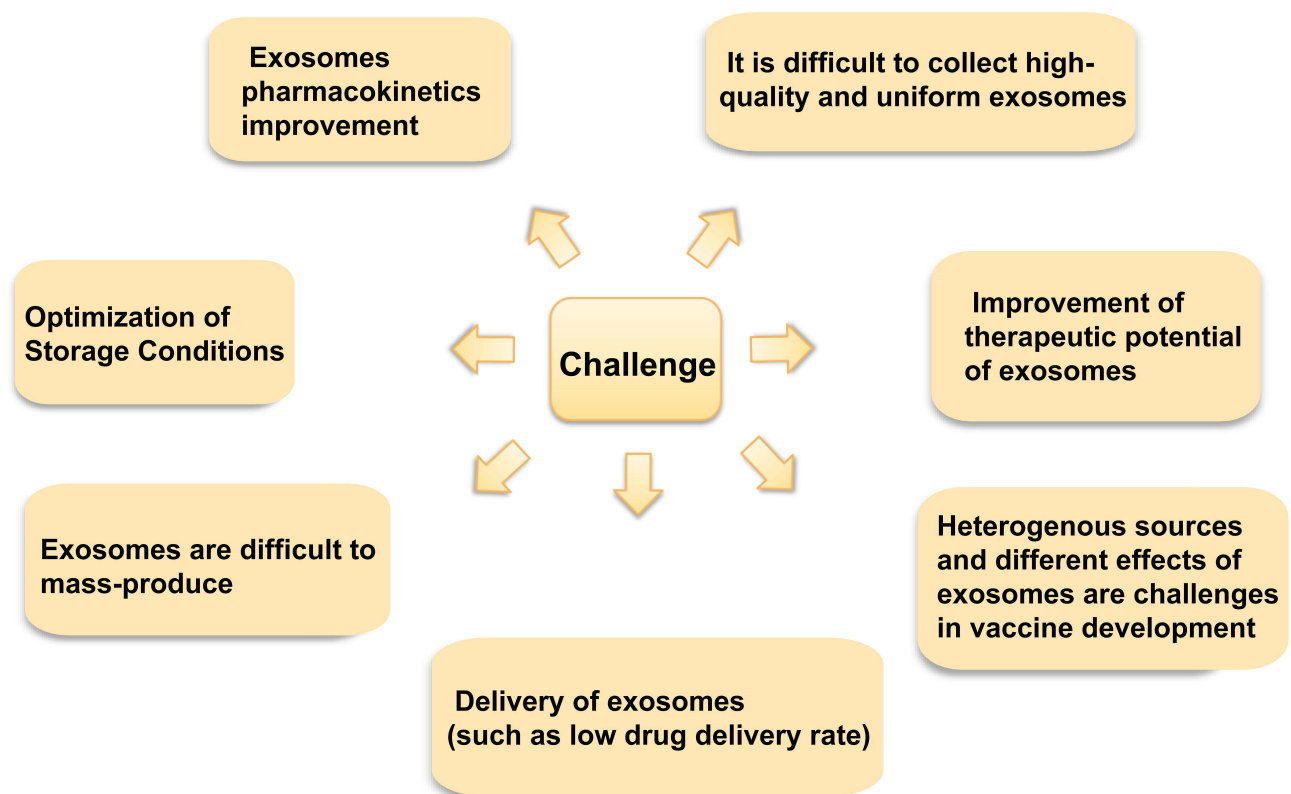 Exosomes
pharmacokinetics
improvement
It is difficult to collect high-
quality and uniform exosomes
Optimization of
Storage Conditions
Challenge
Improvement of
therapeutic potential
of exosomes
Exosomes are difficult to
mass-produce
Heterogenous sources
and different effects of
exosomes are challenges
in vaccine development
Delivery of exosomes
(such as low drug delivery rate)